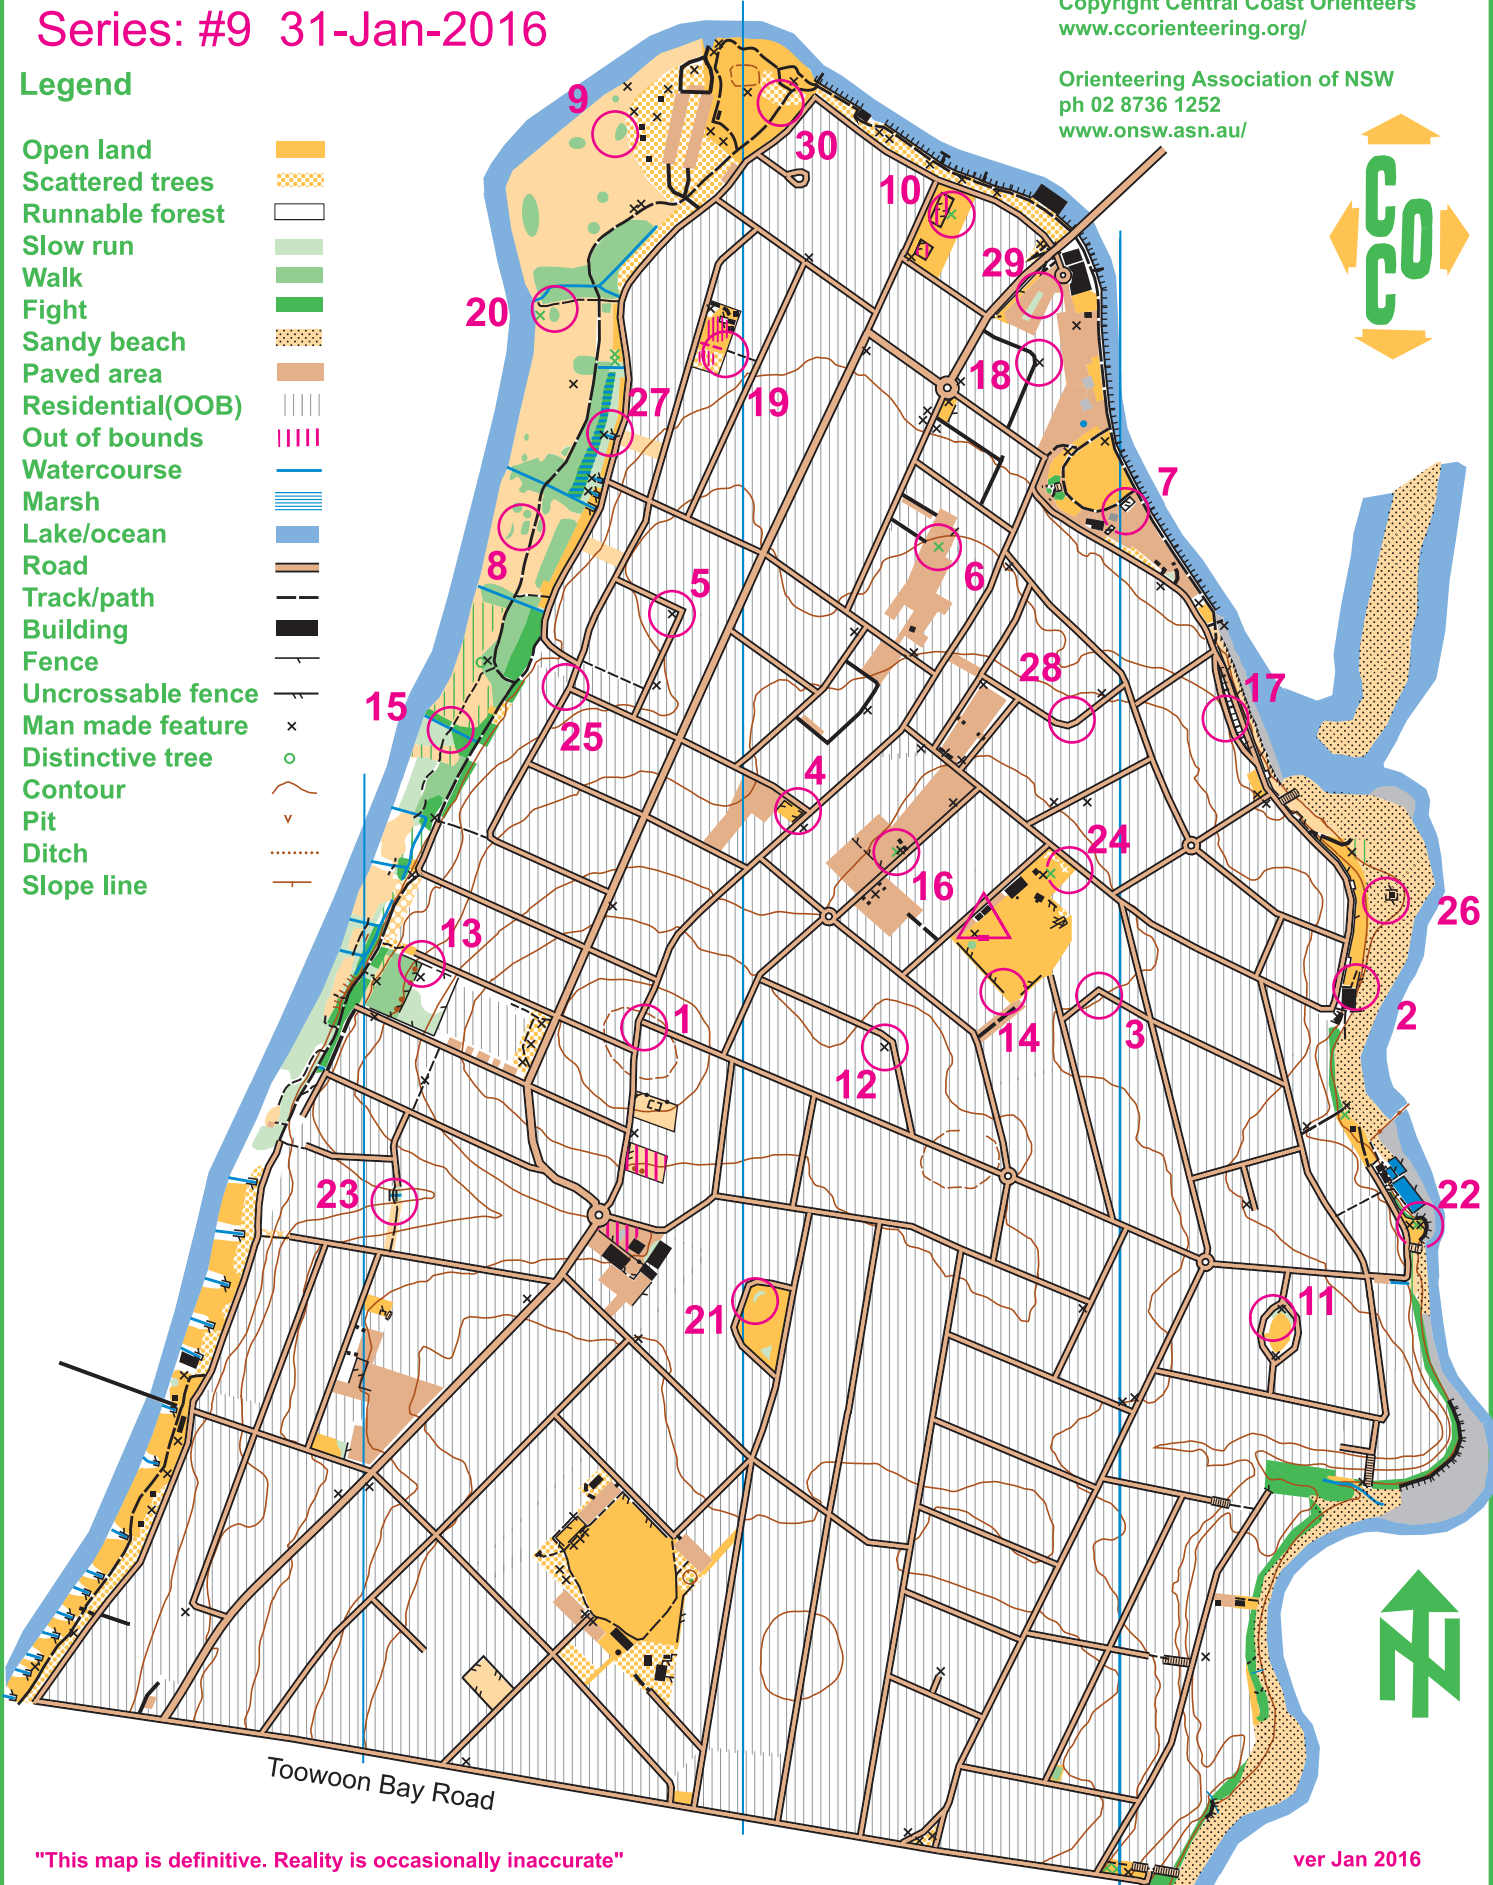 Series: #9 31-Jan-2016
Copyright Central Coast Orienteers
www.ccorienteering.org/
Orienteering Association of NSW
ph 02 8736 1252
www.onsw.asn.au/
Legend
Open land
Scattered trees
Runnable forest
Slow run
Walk
Fight
Sandy beach
Paved area
Residential(OOB)
Out of bounds
Watercourse
Marsh
Lake/ocean
Road
Track/path
Building
Fence
Uncrossable fence
Man made feature
Distinctive tree
Contour
Pit
Ditch
Slope line
CCOC
9
30
10
29
20
18
27
19
7
8
5
6
28
17
15
25
4
24
16
26
13
1
2
14
3
12
23
22
21
11
N
Toowoon Bay Road
"This map is definitive. Reality is occasionally inaccurate"
ver Jan 2016